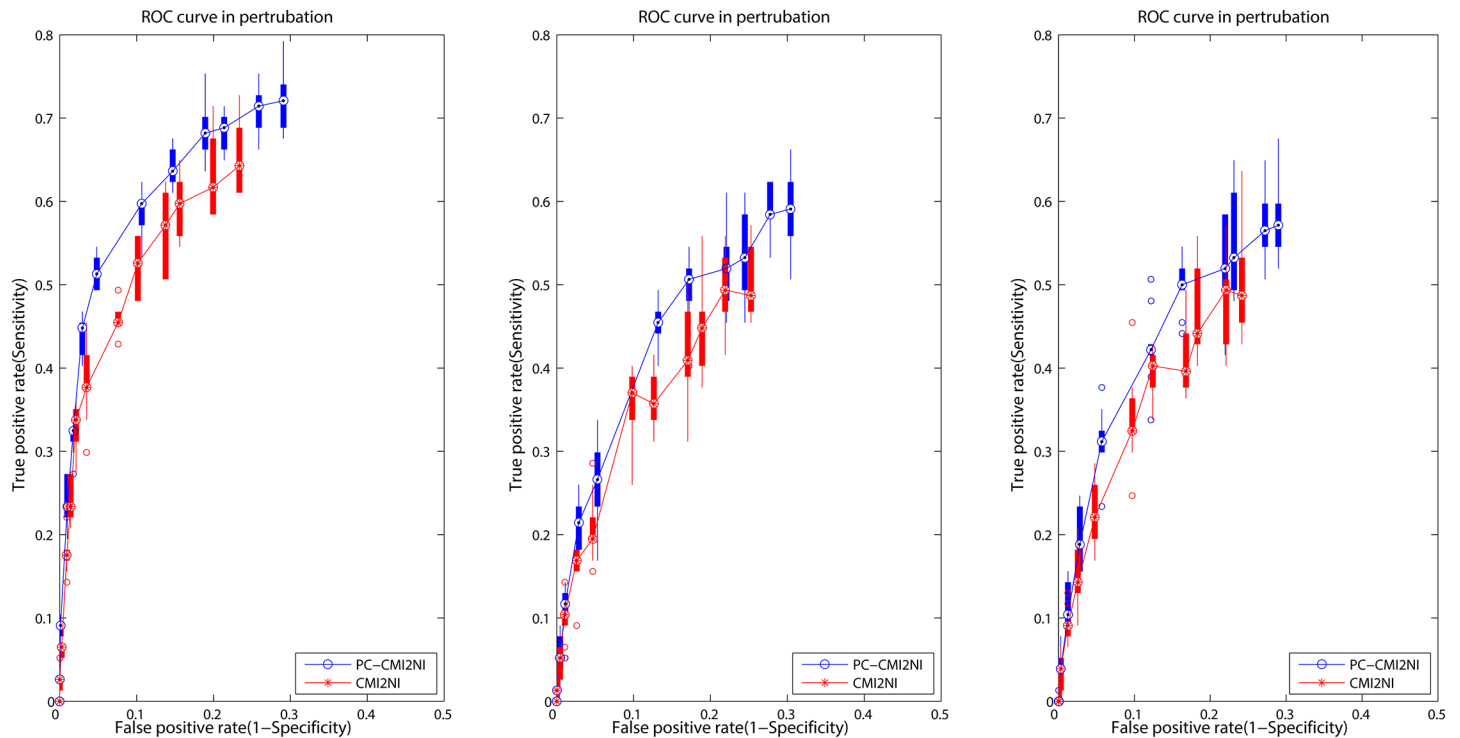 ROC curve in pertrubation
0.8
0.7
0.6
0.5
0.4
0.3
0.2
0.1
0
True positive rate(Sensitivity)
0 0.1 0.2 0.3 0.4 0.5
False positive rate(1−Specificity)
PC−CMI2NI
CMI2NI
ROC curve in pertrubation
0.8
0.7
0.6
0.5
0.4
0.3
0.2
0.1
0
True positive rate(Sensitivity)
0 0.1 0.2 0.3 0.4 0.5
False positive rate(1−Specificity)
PC−CMI2NI
CMI2NI
ROC curve in pertrubation
0.8
0.7
0.6
0.5
0.4
0.3
0.2
0.1
0
True positive rate(Sensitivity)
0 0.1 0.2 0.3 0.4 0.5
False positive rate(1−Specificity)
PC−CMI2NI
CMI2NI